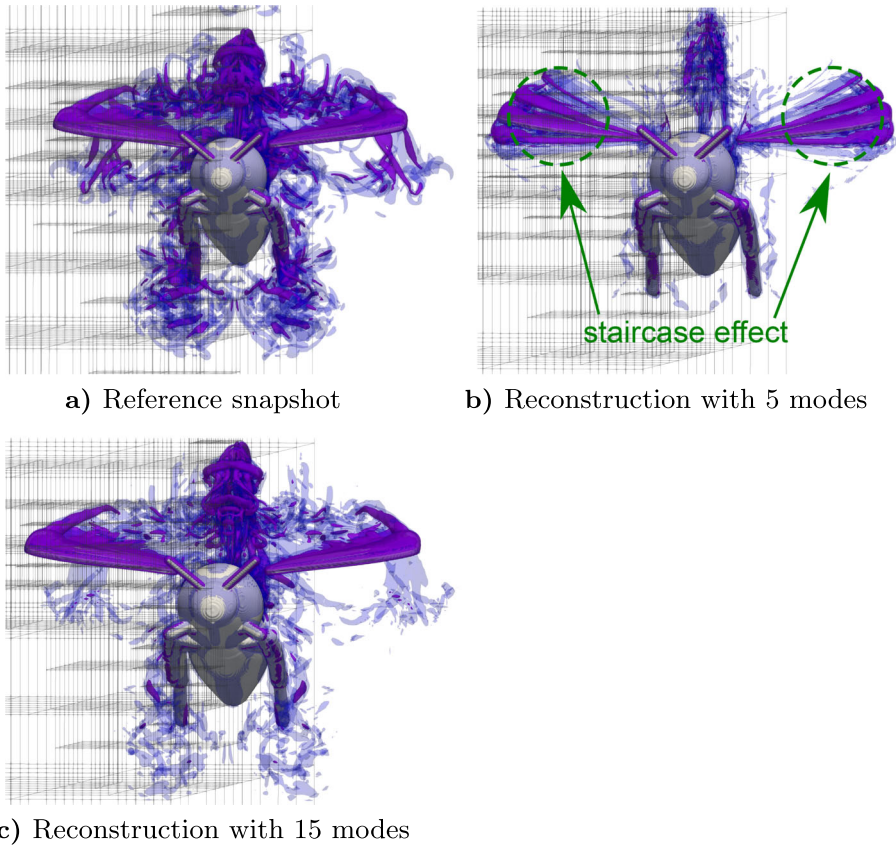 staircase effect
a) Reference snapshot
b) Reconstruction with 5 modes
c) Reconstruction with 15 modes